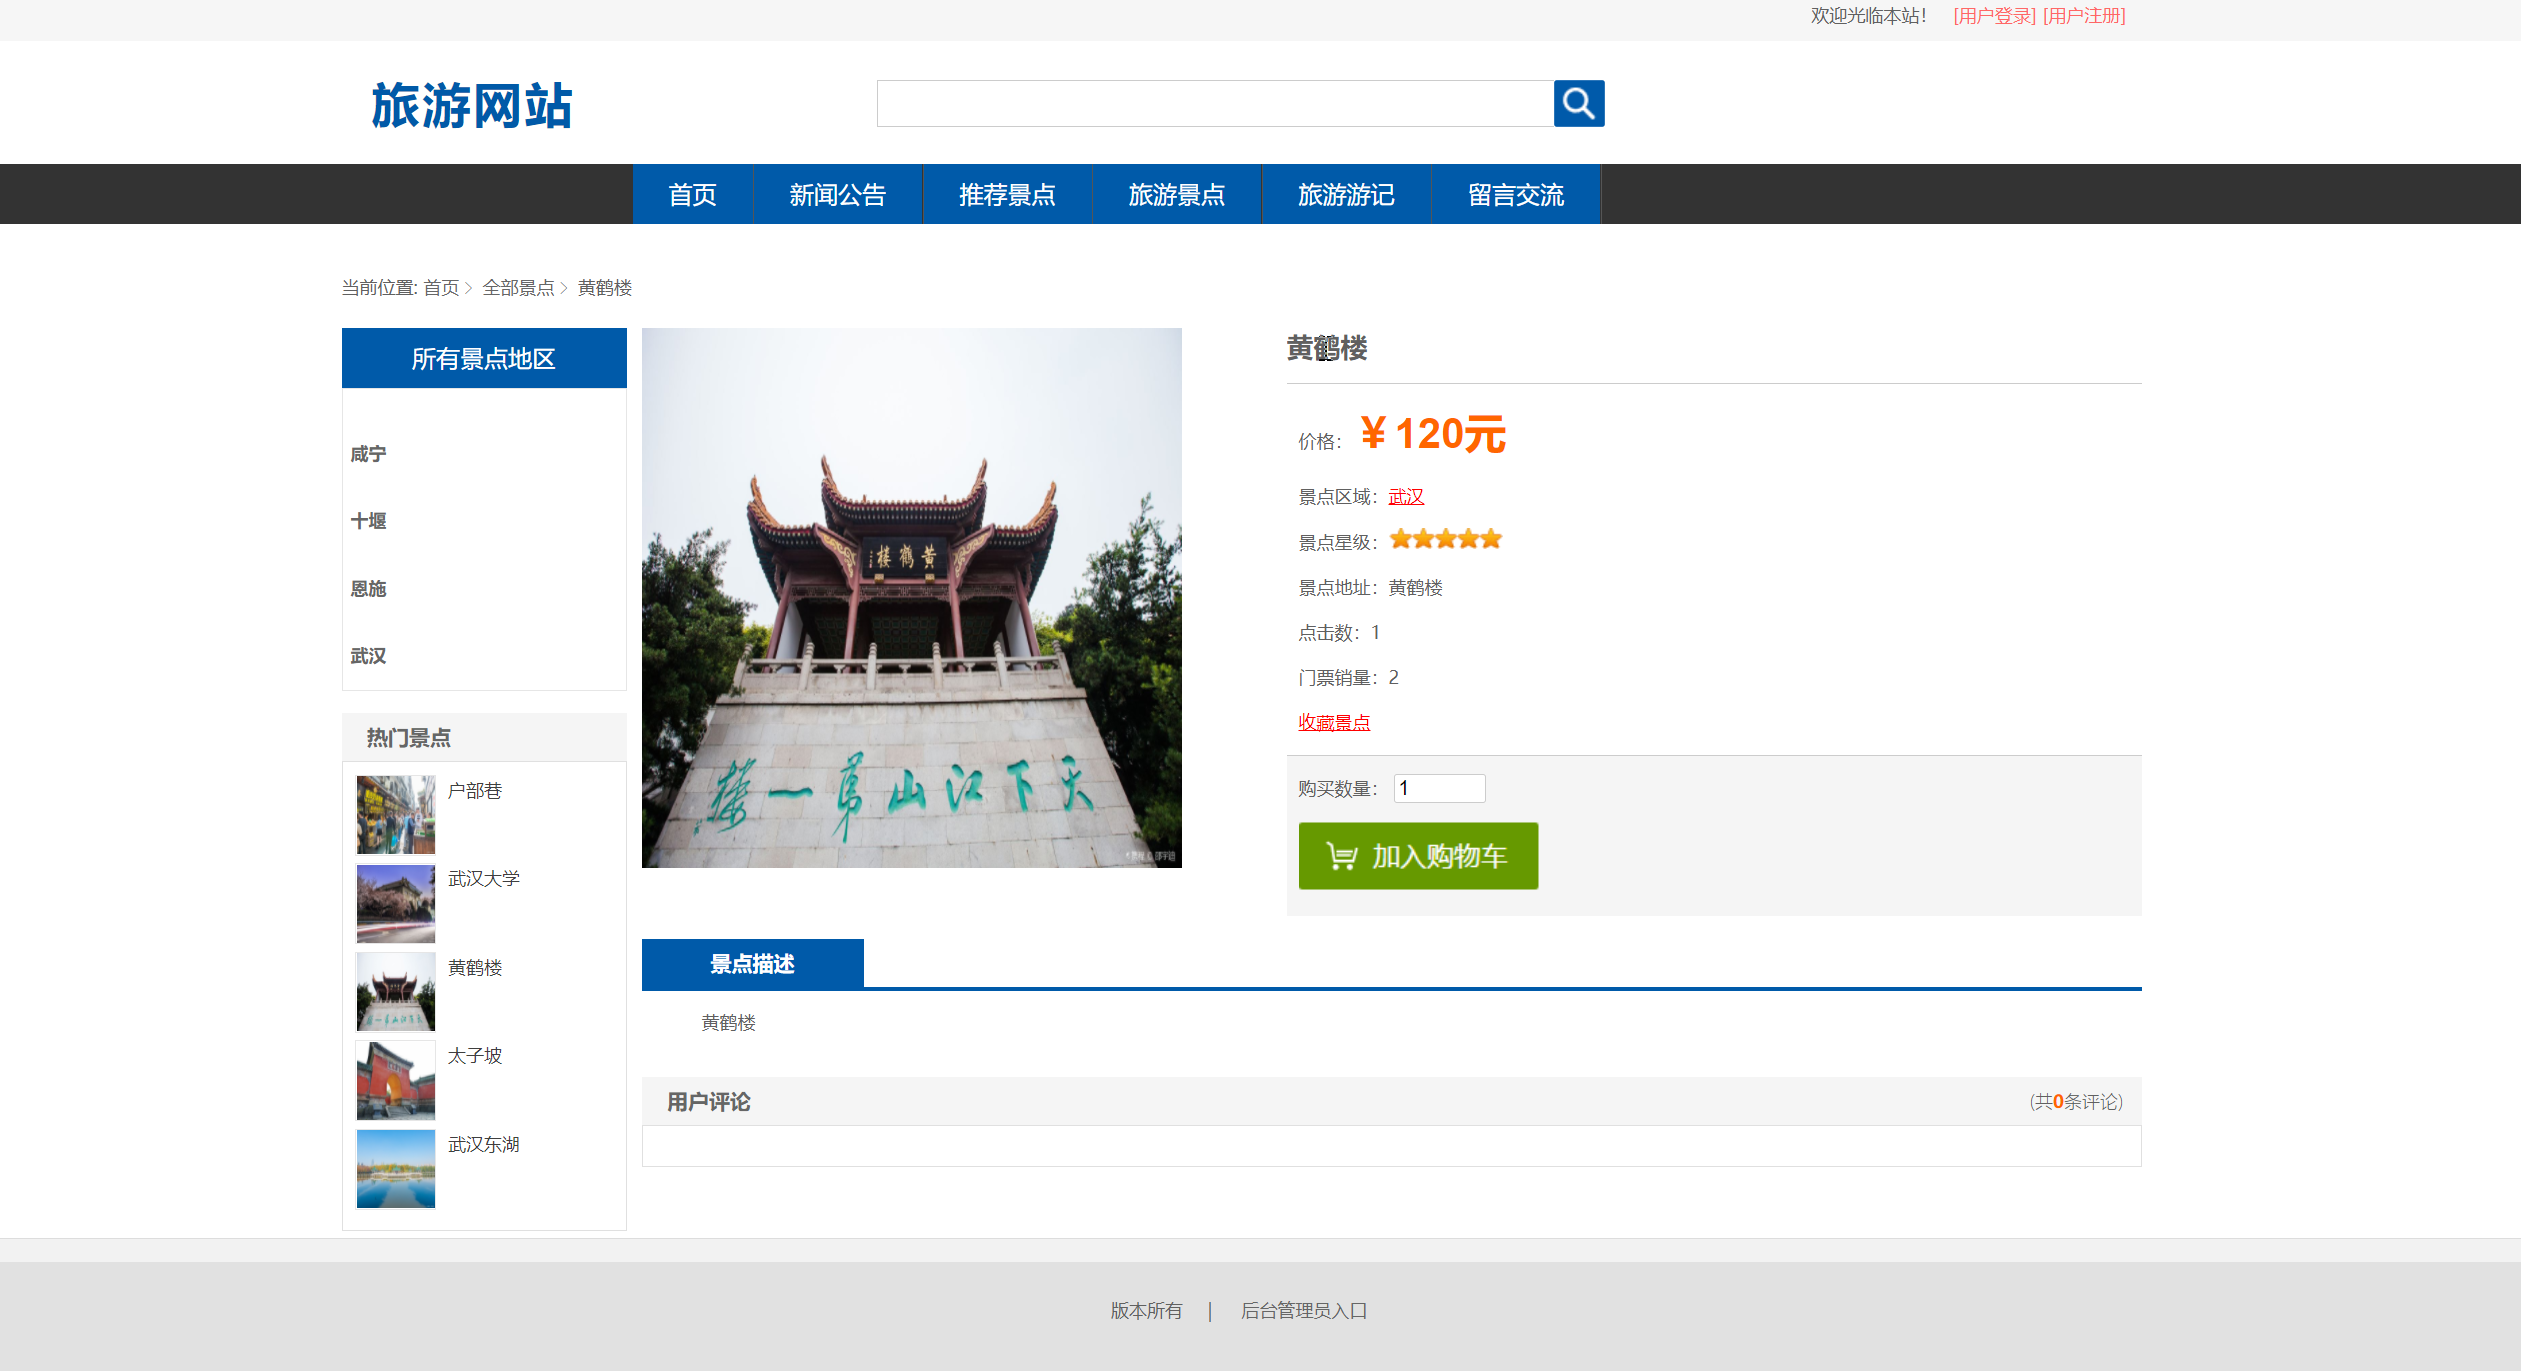 欢迎光临本站！ [用户登录] [用户注册]
旅游网站
首页 新闻公告 推荐景点 旅游景点 旅游游记 留言交流
当前位置: 首页 > 全部景点 > 黄鹤楼
所有景点地区
咸宁
十堰
恩施
武汉
热门景点
户部巷
武汉大学
黄鹤楼
太子坡
武汉东湖
楼鹤黄
楼一第山江下天
黄鹤楼
价格：￥120元
景点区域：武汉
景点星级：
景点地址：黄鹤楼
点击数：1
门票销量：2
收藏景点
购买数量： 1
加入购物车
景点描述
黄鹤楼
用户评论 (共0条评论)
版本所有 | 后台管理员入口